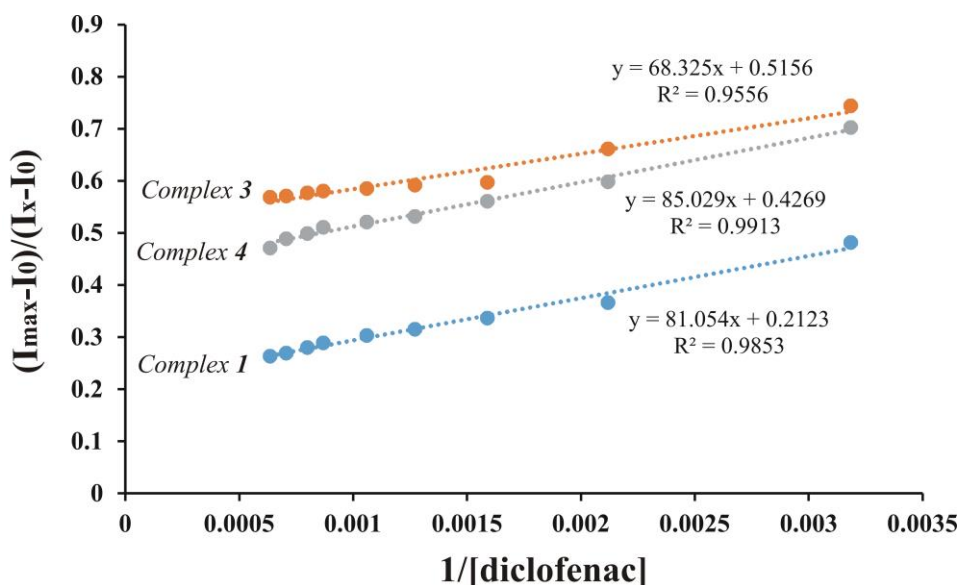 0.9
0.8
y = 68.325x + 0.5156
R² = 0.9556
0.7
0.6
Complex 3
y = 85.029x + 0.4269
R² = 0.9913
0.5
Complex 4
0.4
y = 81.054x + 0.2123
R² = 0.9853
0.3
Complex 1
0.2
0.1
0
(Imax-I0)/(Ix-I0)
0 0.0005 0.001 0.0015 0.002 0.0025 0.003 0.0035
1/[diclofenac]